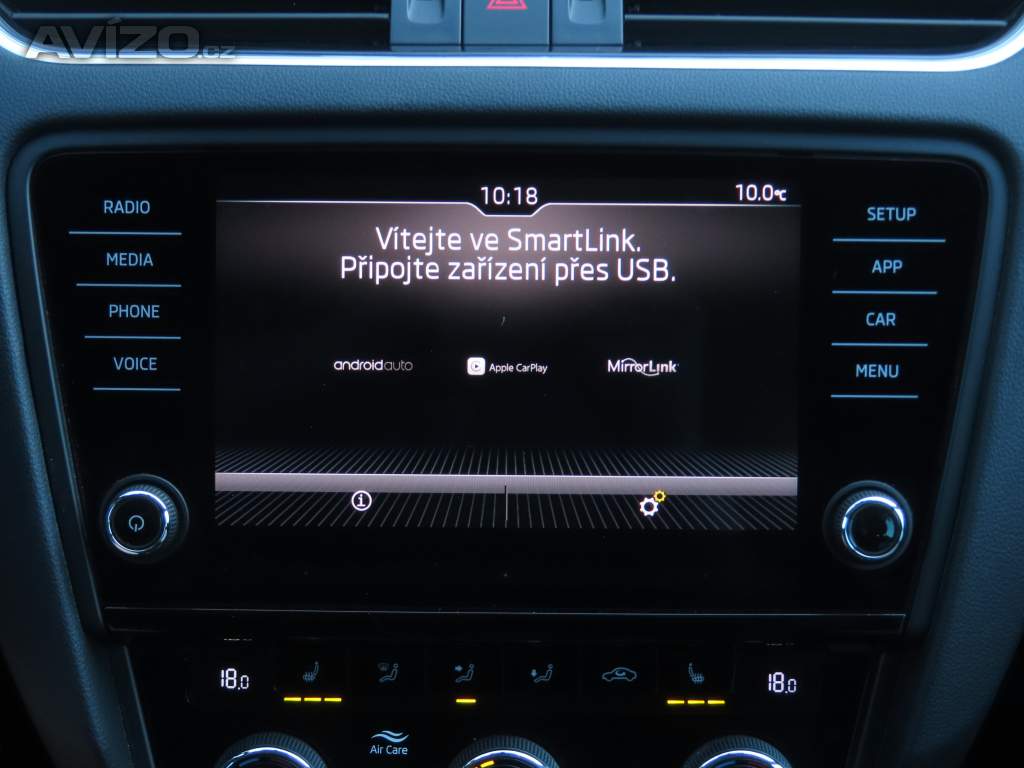 AVÍZO.cz
10:18
10.0°C
RADIO
MEDIA
PHONE
VOICE
Vítejte ve SmartLink.
Připojte zařízení přes USB.
androidauto
Apple CarPlay
MirrorLink
SETUP
APP
CAR
MENU
18.0
18.0
Air Care